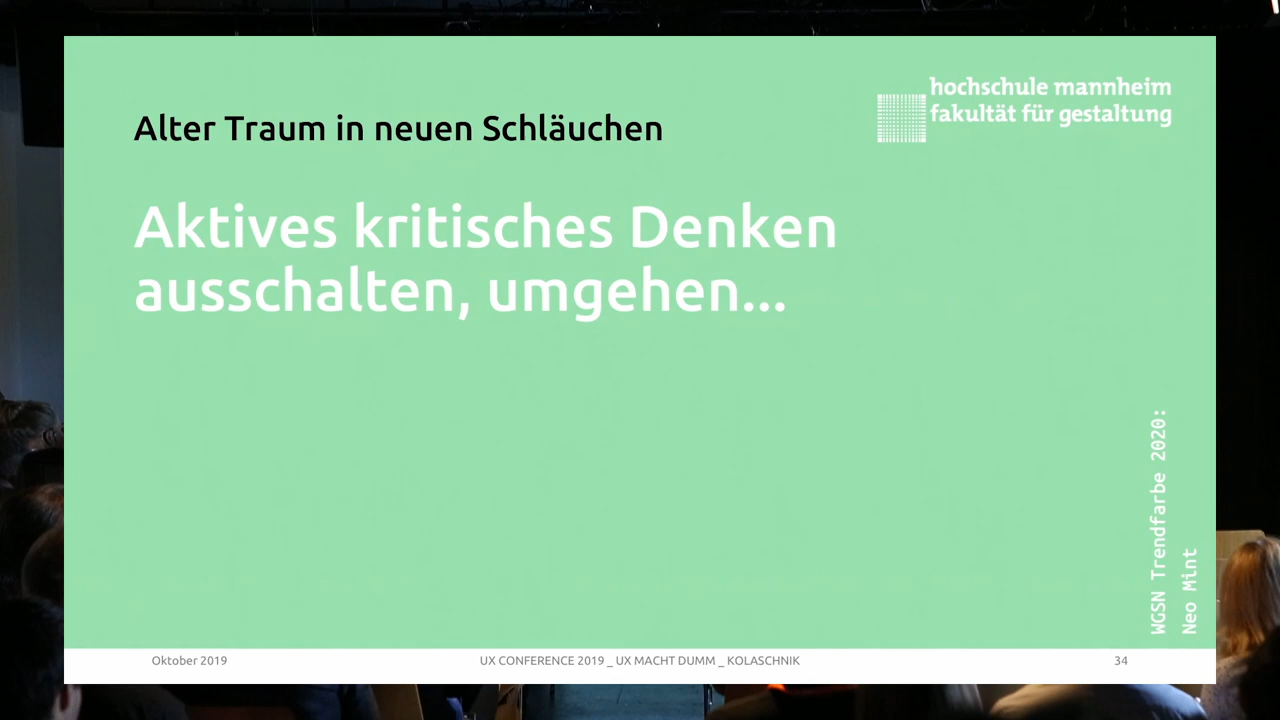 hochschule mannheim
fakultät für gestaltung
Alter Traum in neuen Schläuchen
Aktives kritisches Denken
ausschalten, umgehen...
WGSN Trendfarbe 2020:
Neo Mint
Oktober 2019
UX CONFERENCE 2019 _ UX MACHT DUMM _ KOLASCHNIK
34